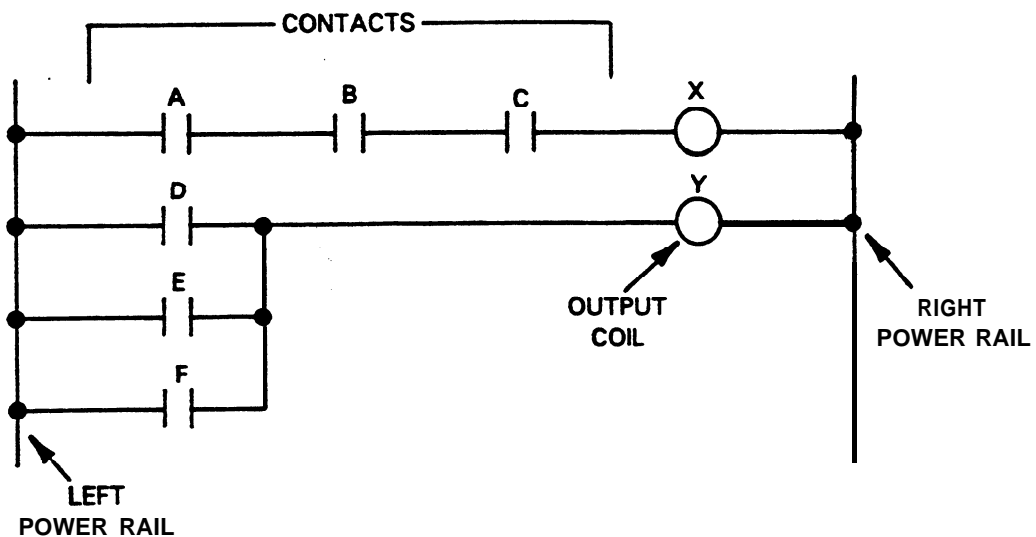 CONTACTS
A
B
C
X
D
Y
E
OUTPUT
COIL
RIGHT
POWER RAIL
F
LEFT
POWER RAIL